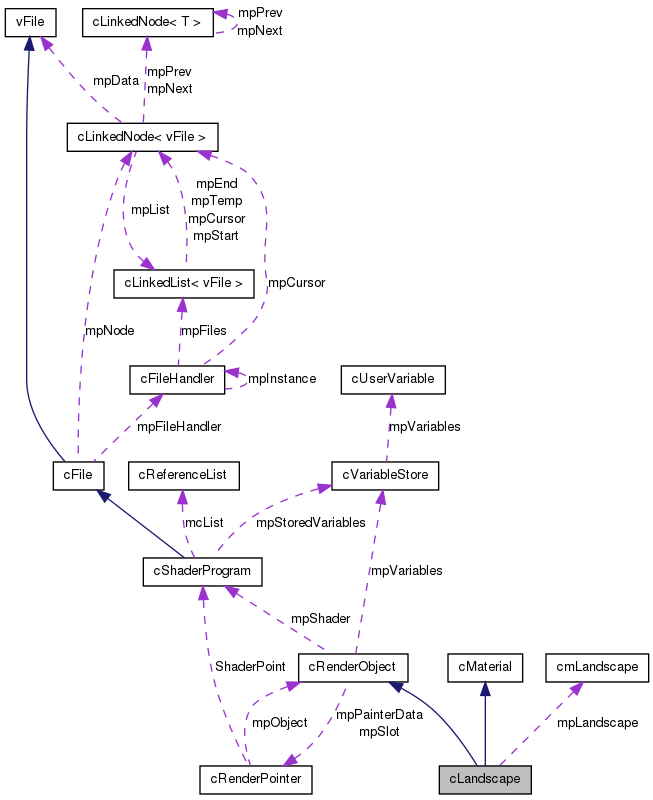 vFile
cLinkedNode< T >
mpPrev
mpNext
mpData
mpPrev
mpNext
cLinkedNode< vFile >
mpList
mpEnd
mpTemp
mpCursor
mpStart
cLinkedList< vFile >
mpCursor
mpNode
mpFiles
cFileHandler
mpInstance
cUserVariable
mpFileHandler
mpVariables
cFile
cReferenceList
cVariableStore
mcList
mpStoredVariables
cShaderProgram
mpVariables
mpShader
ShaderPoint
cRenderObject
cMaterial
cmLandscape
mpObject
mpPainterData
mpSlot
mpLandscape
cRenderPointer
cLandscape